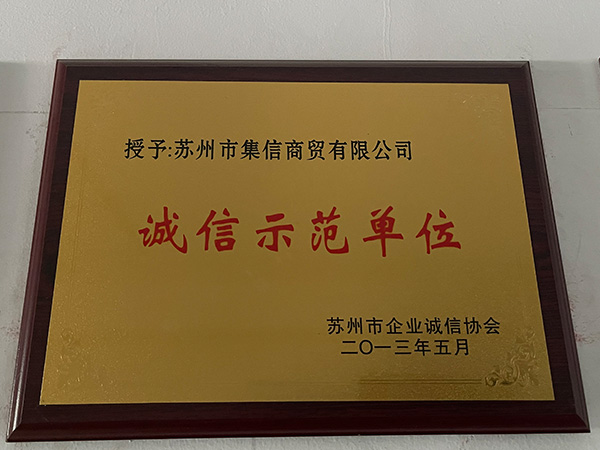 授予:苏州市集信商贸有限公司
诚信示范单位
苏州市企业诚信协会
二〇一三年五月